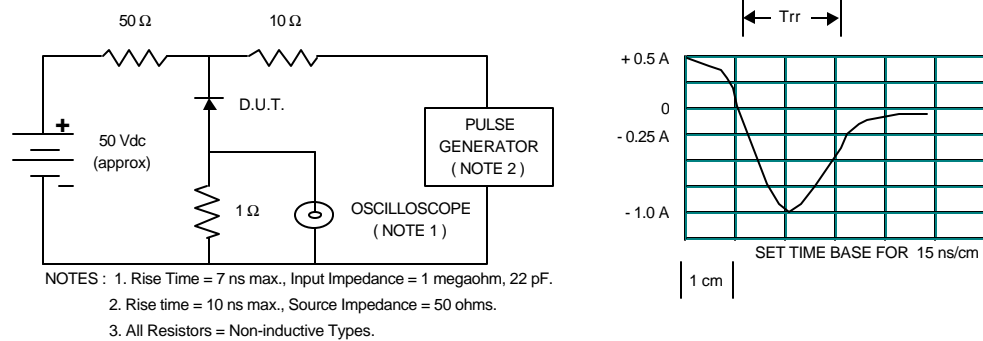 50 Ω
10 Ω
D.U.T.
+
50 Vdc
(approx)
−
1 Ω
OSCILLOSCOPE
( NOTE 1 )
PULSE
GENERATOR
( NOTE 2 )
NOTES : 1. Rise Time = 7 ns max., Input Impedance = 1 megaohm, 22 pF.
2. Rise time = 10 ns max., Source Impedance = 50 ohms.
3. All Resistors = Non-inductive Types.
Trr
+ 0.5 A
0
- 0.25 A
- 1.0 A
SET TIME BASE FOR 15 ns/cm
1 cm